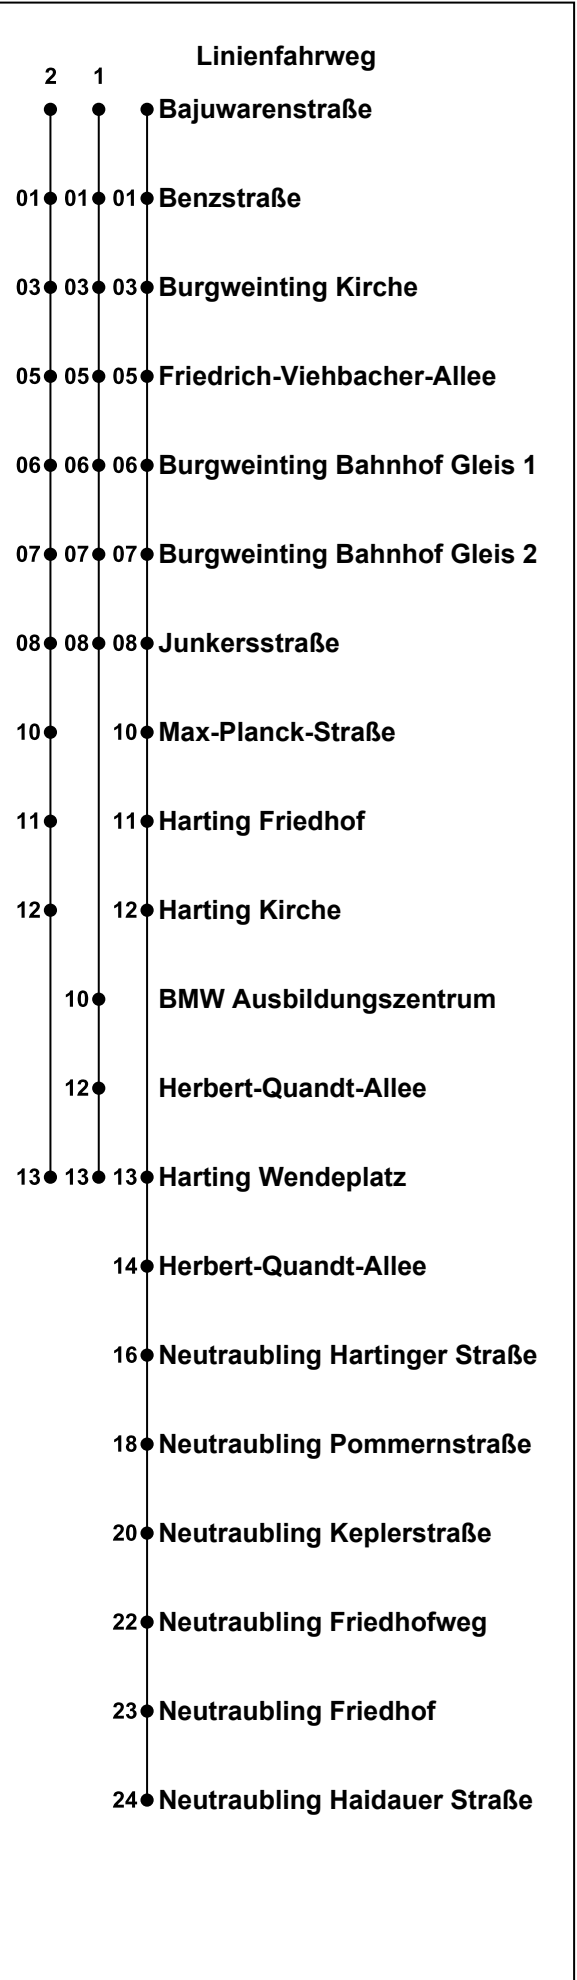 Linienfahrweg
2 1
Bajuwarenstraße
01 01 01 Benzstraße
03 03 03 Burgweinting Kirche
05 05 05 Friedrich-Viehbacher-Allee
06 06 06 Burgweinting Bahnhof Gleis 1
07 07 07 Burgweinting Bahnhof Gleis 2
08 08 08 Junkersstraße
10 10 Max-Planck-Straße
11 11 Harting Friedhof
12 12 Harting Kirche
10 BMW Ausbildungszentrum
12 Herbert-Quandt-Allee
13 13 13 Harting Wendeplatz
14 Herbert-Quandt-Allee
16 Neutraubling Hartinger Straße
18 Neutraubling Pommernstraße
20 Neutraubling Keplerstraße
22 Neutraubling Friedhofweg
23 Neutraubling Friedhof
24 Neutraubling Haidauer Straße